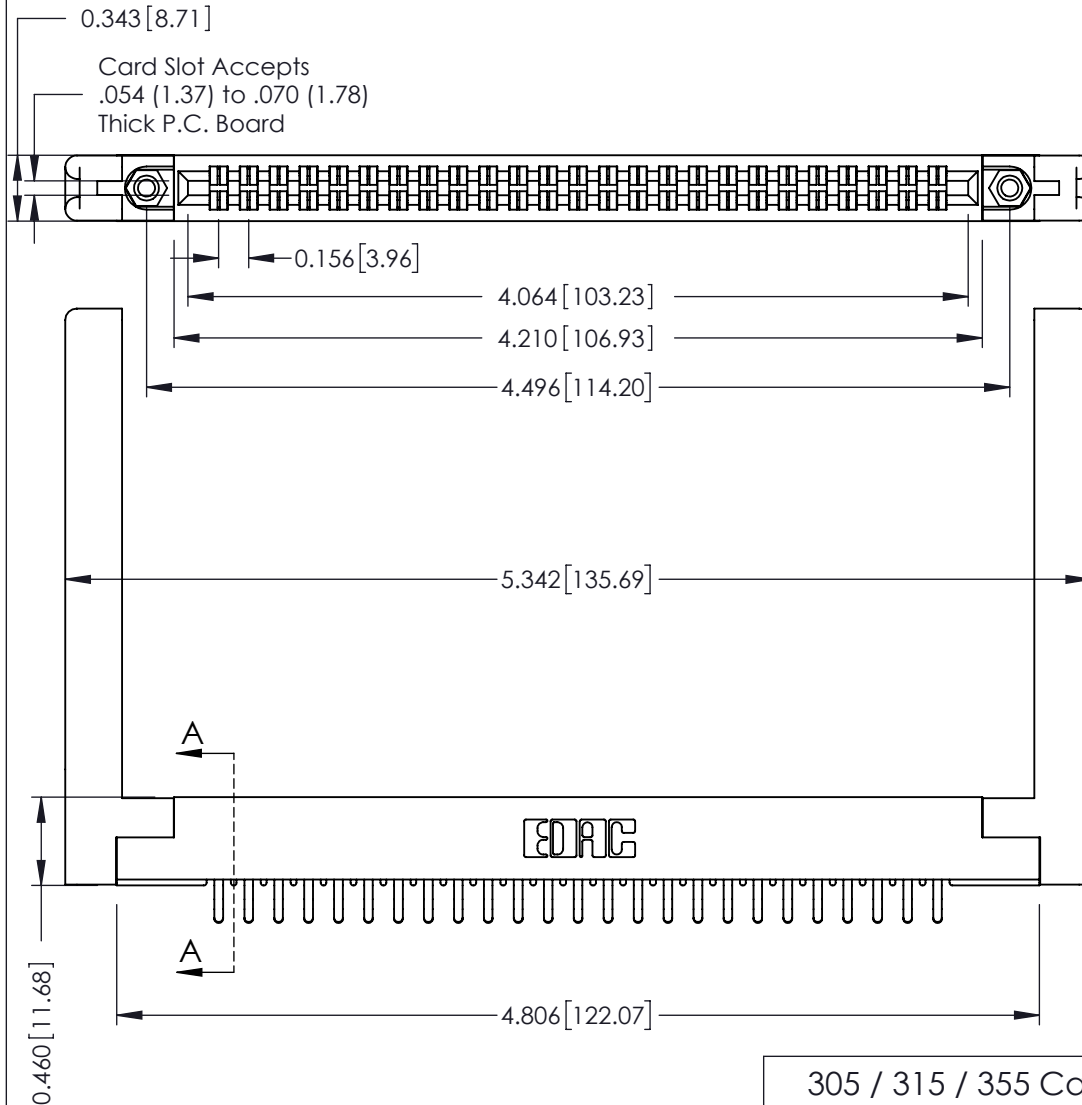 0.343[8.71]
Card Slot Accepts
.054 (1.37) to .070 (1.78)
Thick P.C. Board
0.156[3.96]
4.064[103.23]
4.210[106.93]
4.496[114.20]
5.342[135.69]
A
EDAC
A
0.460[11.68]
4.806[122.07]
305 / 315 / 355